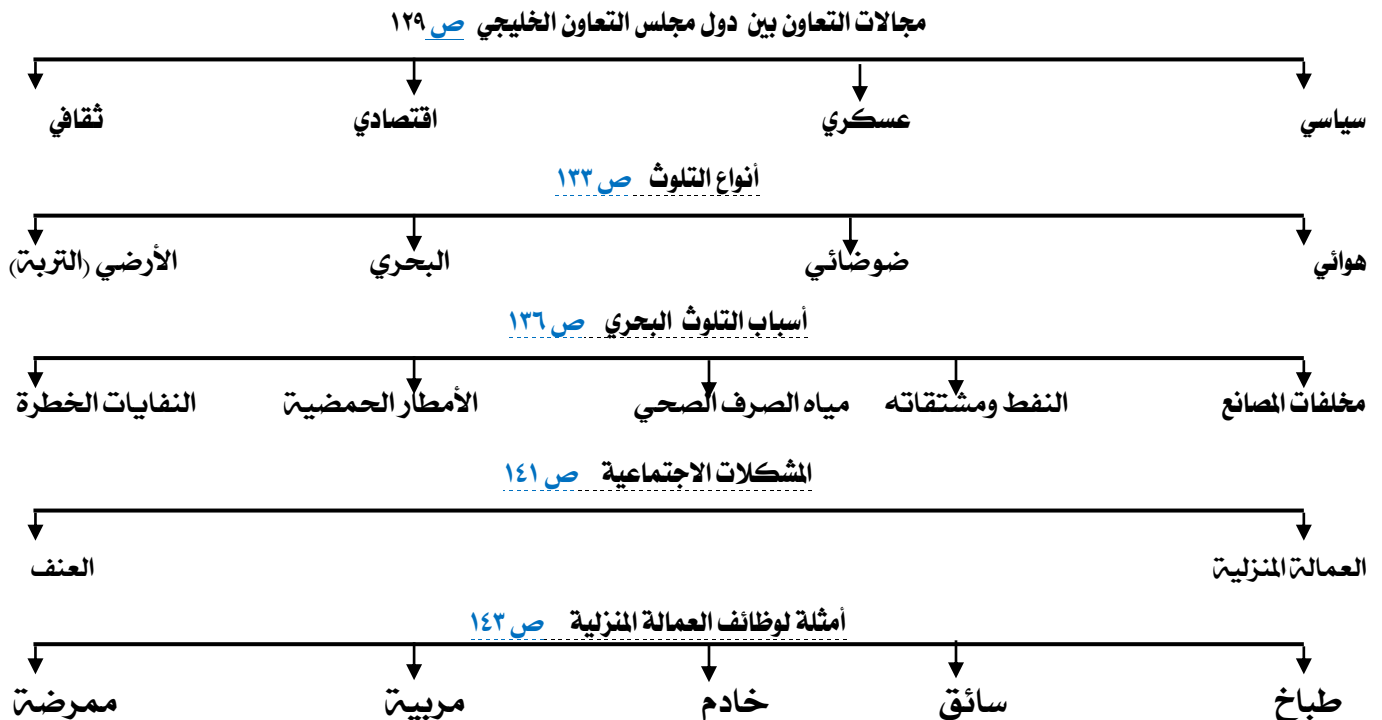 مجالات التعاون بين دول مجلس التعاون الخليجي ص ١٢٩
سياسي عسكري اقتصادي ثقافي
أنواع التلوث ص ١٣٣
هوائي ضوضائي البحري الأرضي (التربة)
أسباب التلوث البحري ص ١٣٦
مخلفات المصانع النفط ومشتقاته مياه الصرف الصحي الأمطار الحمضية النفايات الخطرة
المشكلات الاجتماعية ص ١٤١
العمالة المنزلية العنف
أمثلة لوظائف العمالة المنزلية ص ١٤٣
طباخ سائق خادم مربية ممرضة